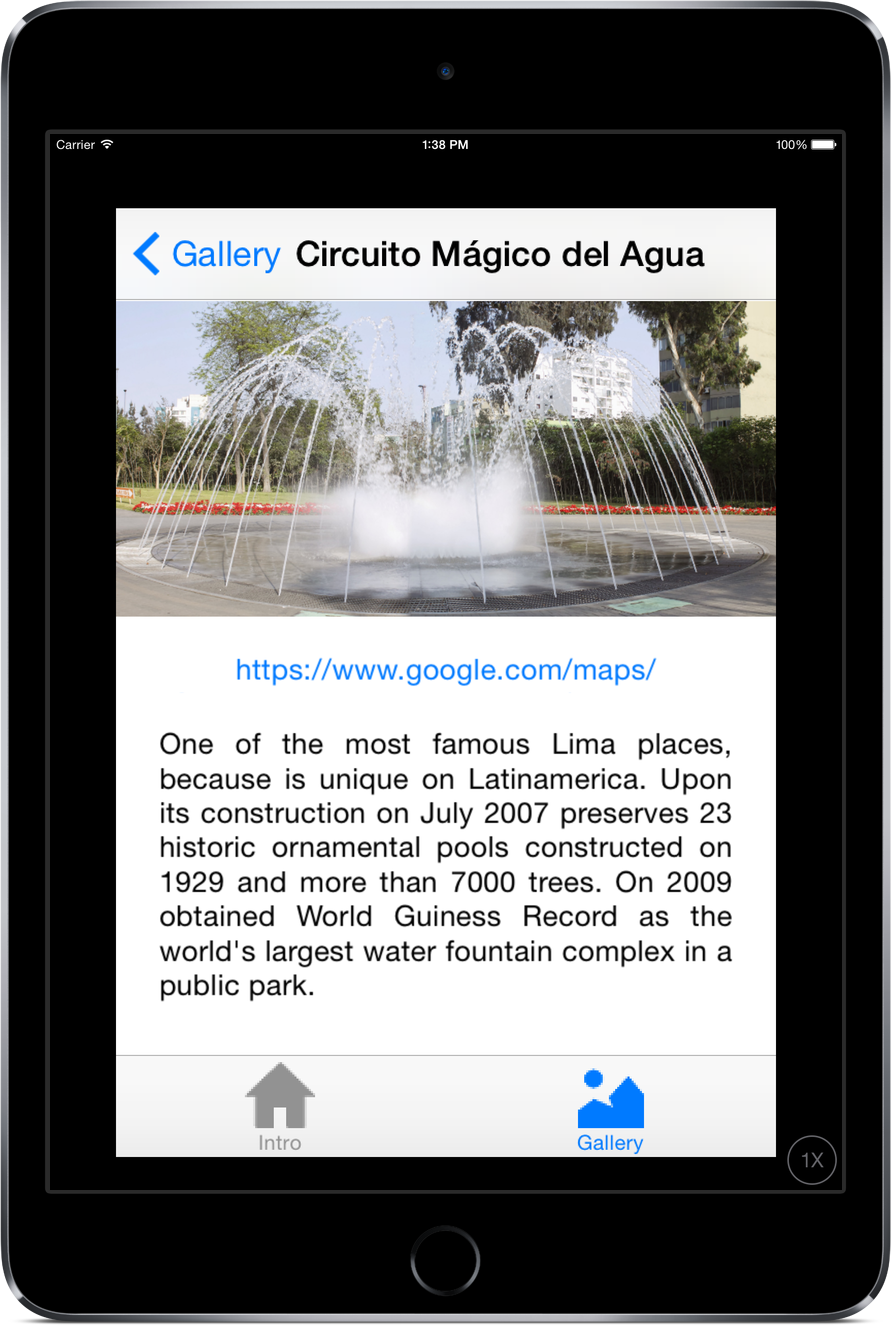 Carrier 1:38 PM 100%
Gallery Circuito Mágico del Agua
https://www.google.com/maps/
One of the most famous Lima places,
because is unique on Latinamerica. Upon
its construction on July 2007 preserves 23
historic ornamental pools constructed on
1929 and more than 7000 trees. On 2009
obtained World Guiness Record as the
world's largest water fountain complex in a
public park.
Intro Gallery
1X